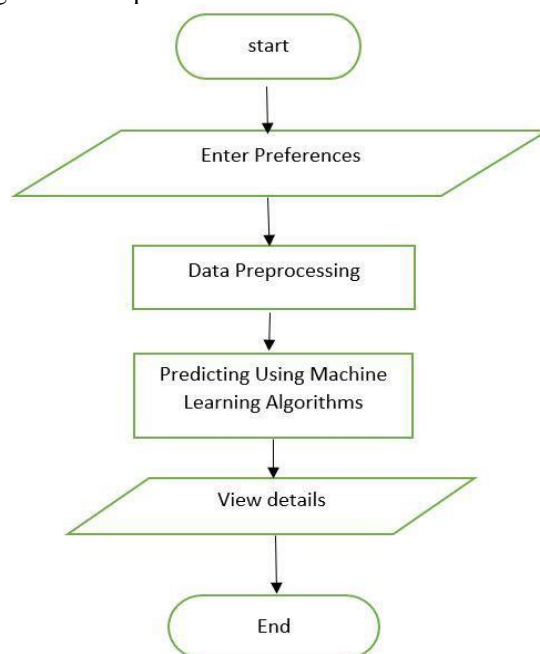 start
Enter Preferences
Data Preprocessing
Predicting Using Machine
Learning Algorithms
View details
End